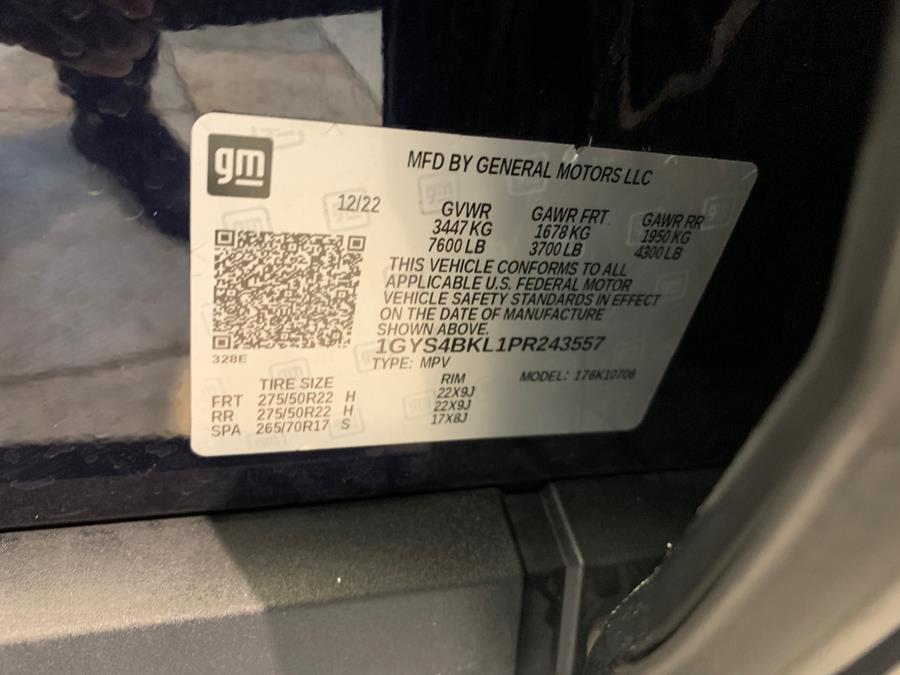 gm
MFD BY GENERAL MOTORS LLC
12/22 GVWR GAWR FRT GAWR RR
3447 KG 1678 KG 1950 KG
7600 LB 3700 LB 4300 LB
THIS VEHICLE CONFORMS TO ALL
APPLICABLE U.S. FEDERAL MOTOR
VEHICLE SAFETY STANDARDS IN EFFECT
ON THE DATE OF MANUFACTURE
SHOWN ABOVE.
1GYS4BKL1PR243557
328E
TYPE: MPV
MODEL: 176K10706
TIRE SIZE RIM
FRT 275/50R22 H 22X9J
RR 275/50R22 H 22X9J
SPA 265/70R17 S 17X8J